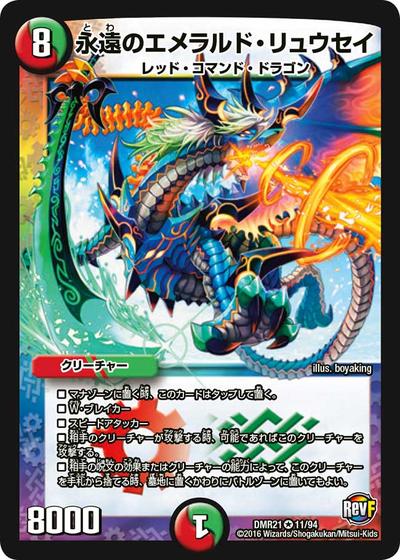 8
永遠のエメラルド・リュウセイ
とわ
レッド・コマンド・ドラゴン
illus. boyaking
クリーチャー
■ マナゾーンに置く時、このカードはタップして置く。
■ W・ブレイカー
■ スピードアタッカー
■ 相手のクリーチャーが攻撃する時、可能であればこのクリーチャーを
攻撃する。
■ 相手の呪文の効果またはクリーチャーの能力によって、このクリーチャー
を手札から捨てる時、墓地に置くかわりにバトルゾーンに置いてもよい。
RevF
8000
1
DMR21 ✪ 11/94
©2016 Wizards/Shogakukan/Mitsui-Kids